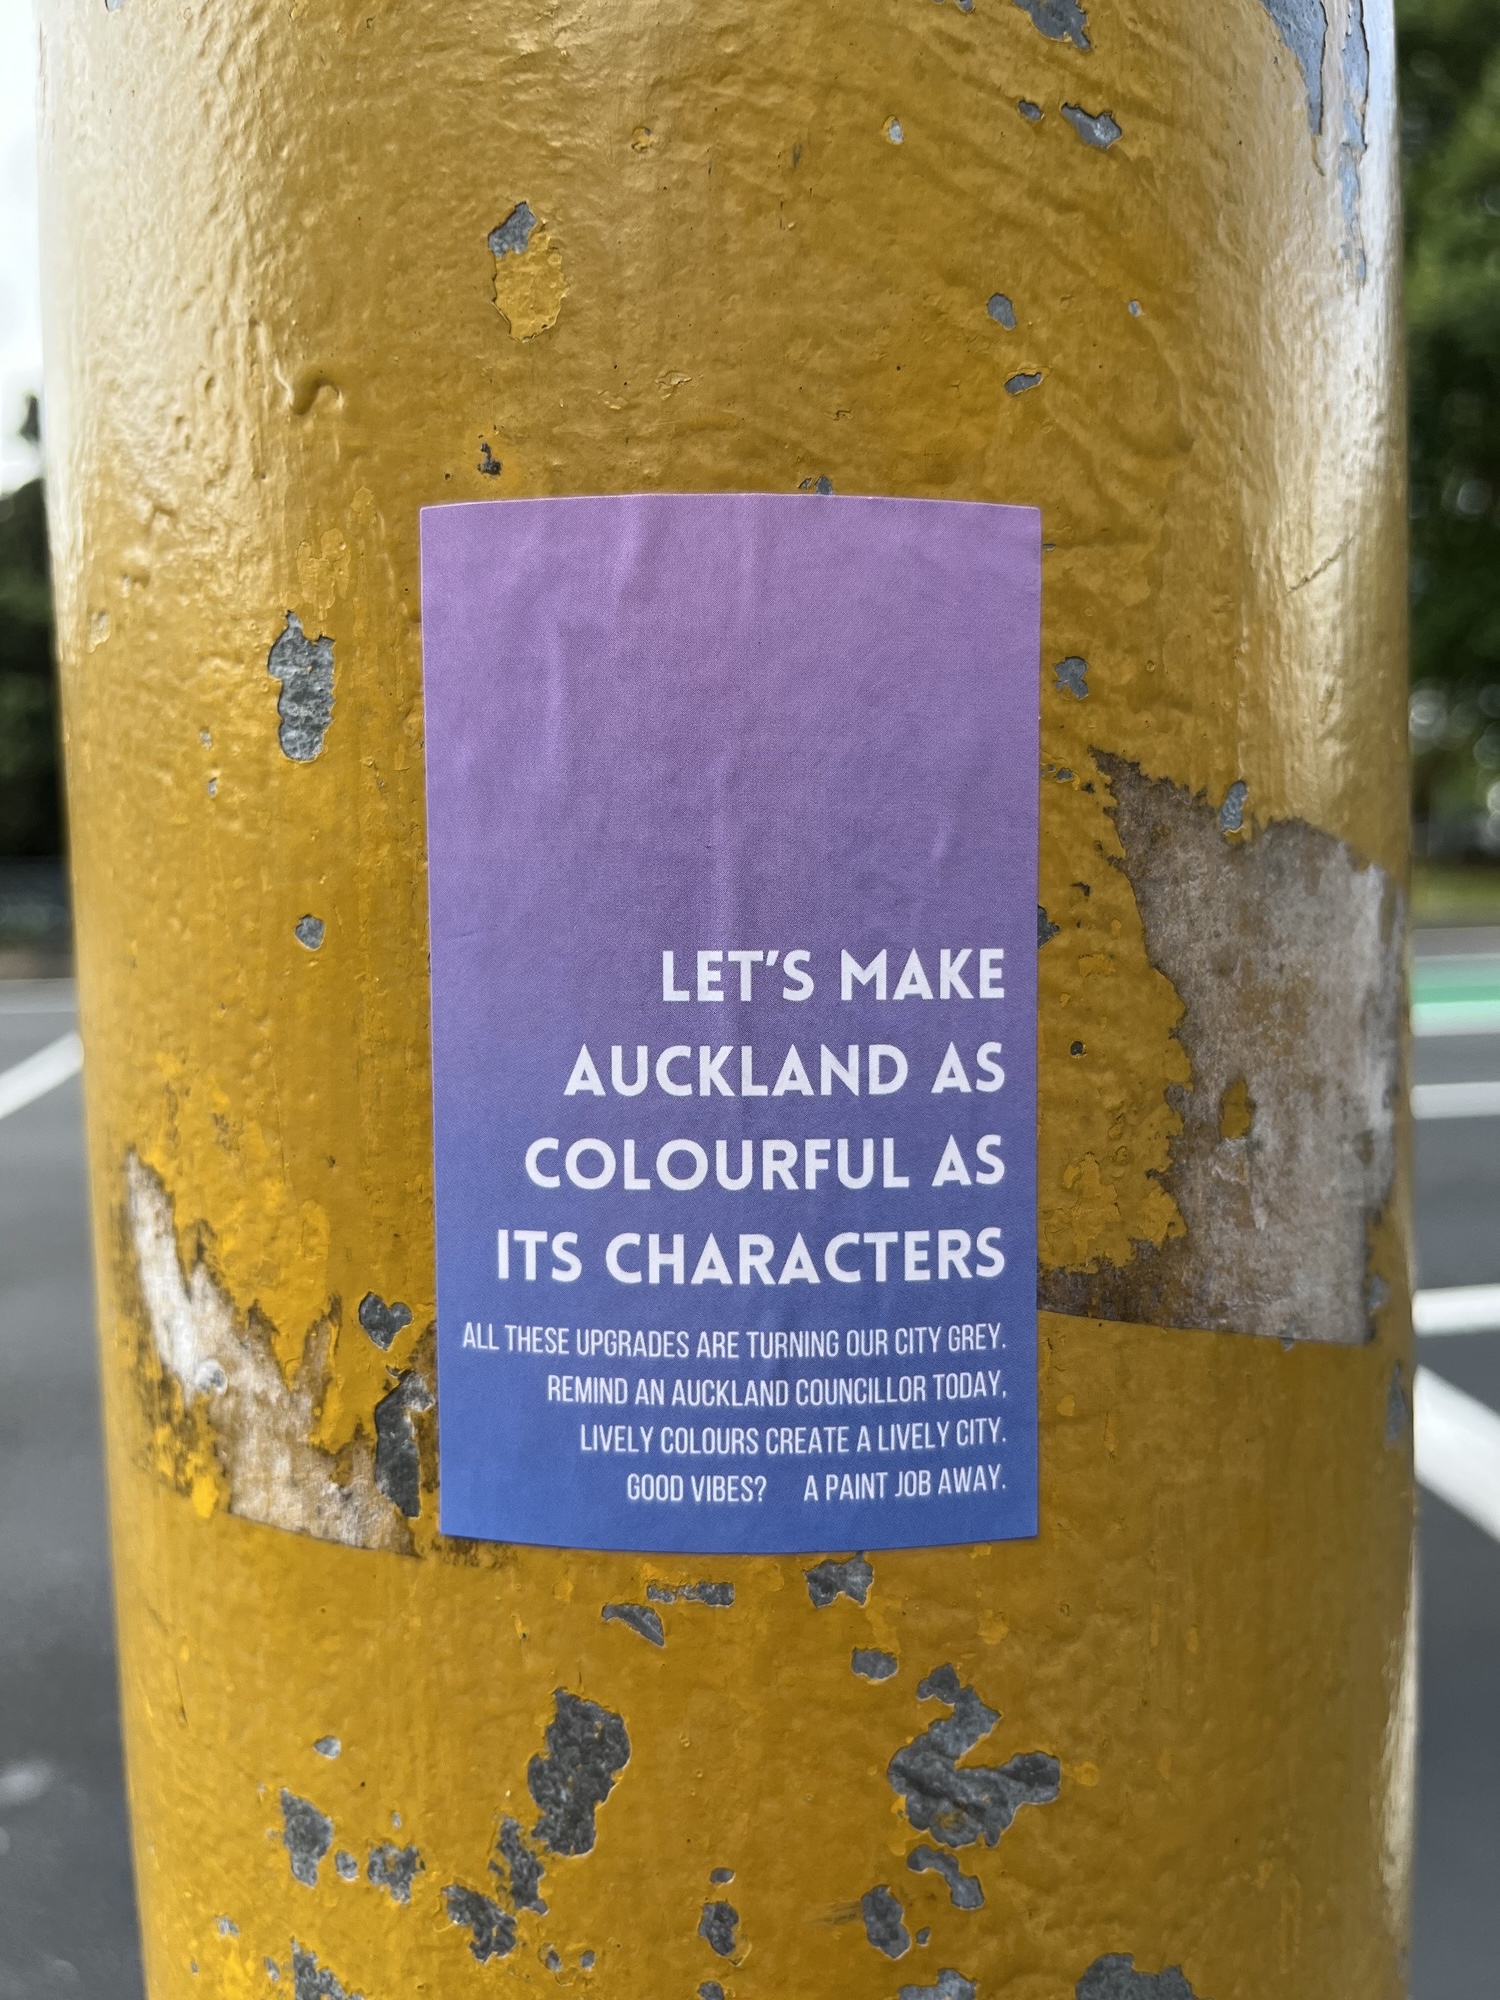 LET'S MAKE
AUCKLAND AS
COLOURFUL AS
ITS CHARACTERS
ALL THESE UPGRADES ARE TURNING OUR CITY GREY.
REMIND AN AUCKLAND COUNCILLOR TODAY,
LIVELY COLOURS CREATE A LIVELY CITY.
GOOD VIBES? A PAINT JOB AWAY.